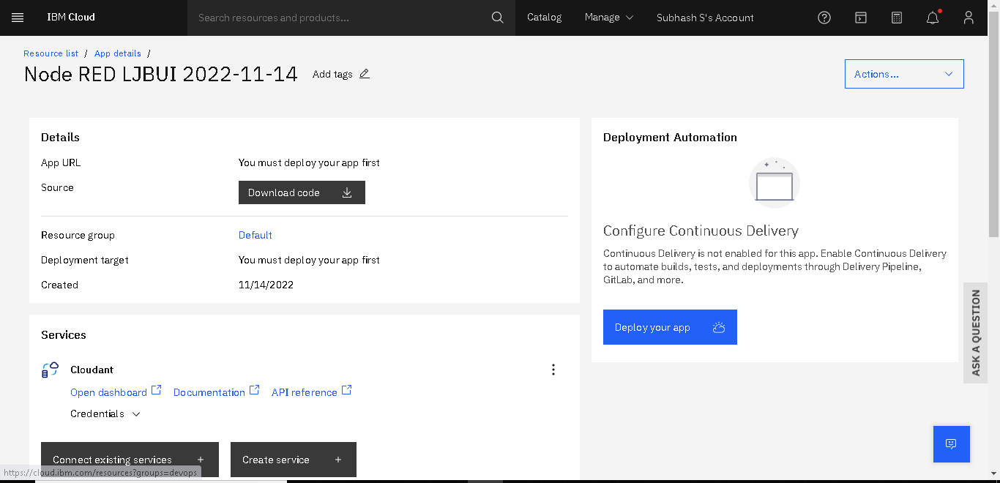 IBM Cloud
Search resources and products...
Catalog
Manage
Subhash S's Account
Resource list / App details /
Node RED LJBUI 2022-11-14
Add tags
Actions...
Details
App URL
You must deploy your app first
Source
Download code
Resource group
Default
Deployment target
You must deploy your app first
Created
11/14/2022
Services
Cloudant
Open dashboard
Documentation
API reference
Credentials
Connect existing services +
Create service +
https://cloud.ibm.com/resources?groups=devops
Deployment Automation
Configure Continuous Delivery
Continuous Delivery is not enabled for this app. Enable Continuous Delivery
to automate builds, tests, and deployments through Delivery Pipeline,
GitLab, and more.
Deploy your app
ASK A QUESTION